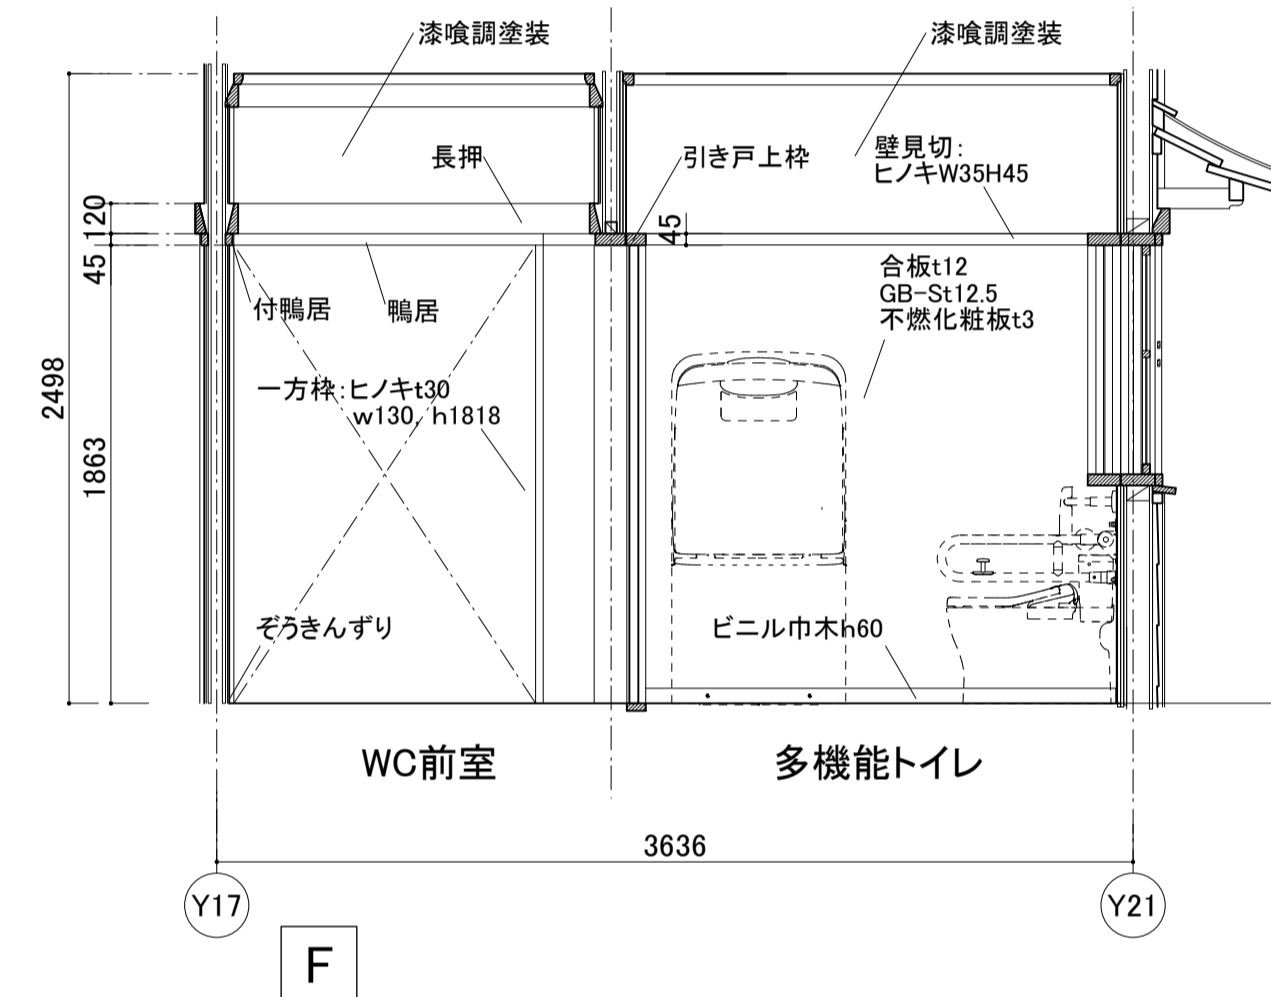 漆喰調塗装
漆喰調塗装
長押
引き戸上枠
壁見切:
ヒノキW35H45
120
45
45
合板t12
GB-St12.5
不燃化粧板t3
付鴨居
鴨居
2498
一方枠:ヒノキt30
w130, h1818
1863
ぞうきんずり
ビニル巾木h60
WC前室
多機能トイレ
3636
Y17
Y21
F